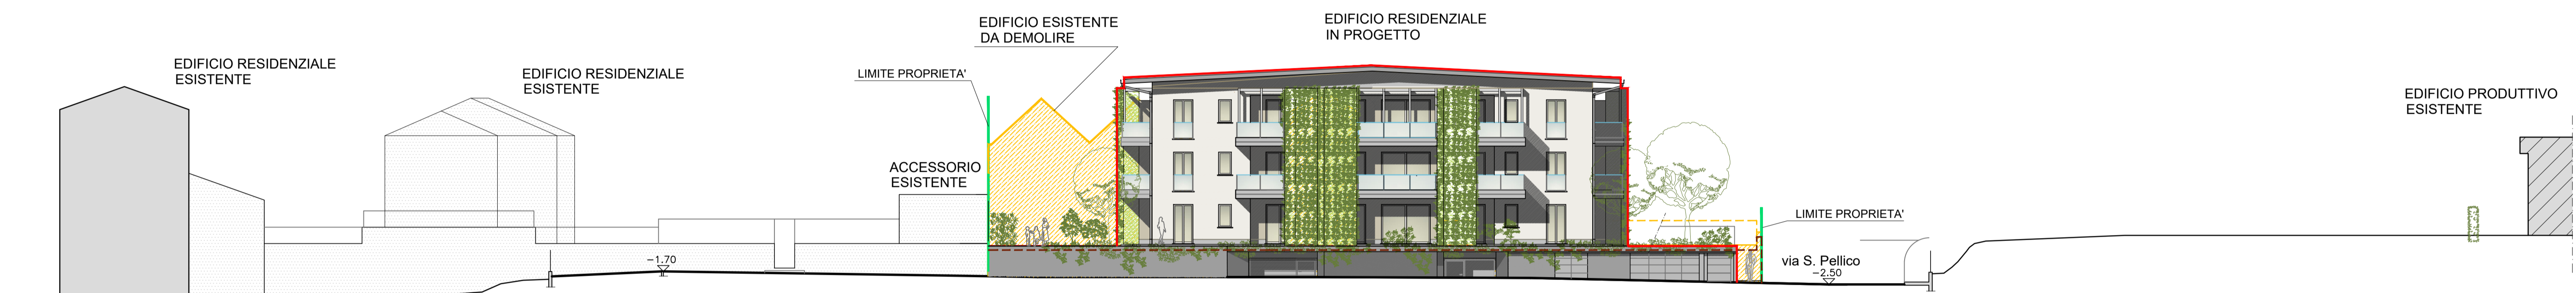 EDIFICIO RESIDENZIALE
ESISTENTE
EDIFICIO RESIDENZIALE
ESISTENTE
LIMITE PROPRIETA'
EDIFICIO ESISTENTE
DA DEMOLIRE
ACCESSORIO
ESISTENTE
EDIFICIO RESIDENZIALE
IN PROGETTO
LIMITE PROPRIETA'
EDIFICIO PRODUTTIVO
ESISTENTE
-1.70
via S. Pellico
-2.50